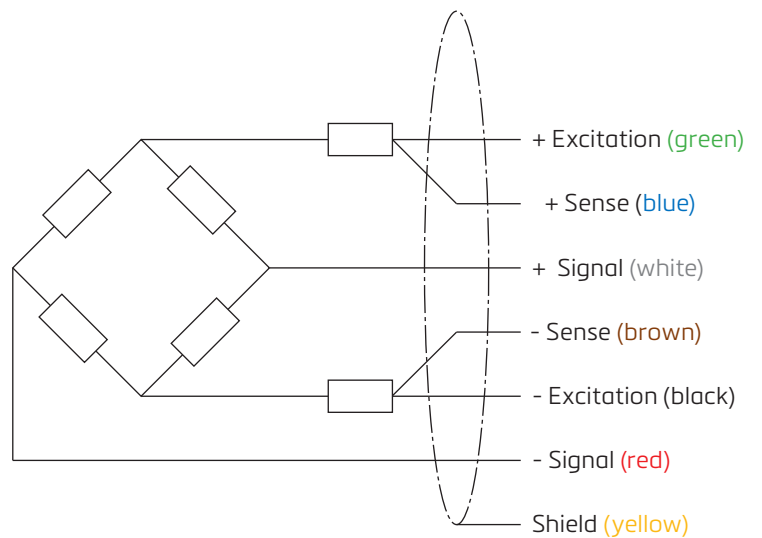 + Excitation (green)
+ Sense (blue)
+ Signal (white)
- Sense (brown)
- Excitation (black)
- Signal (red)
Shield (yellow)